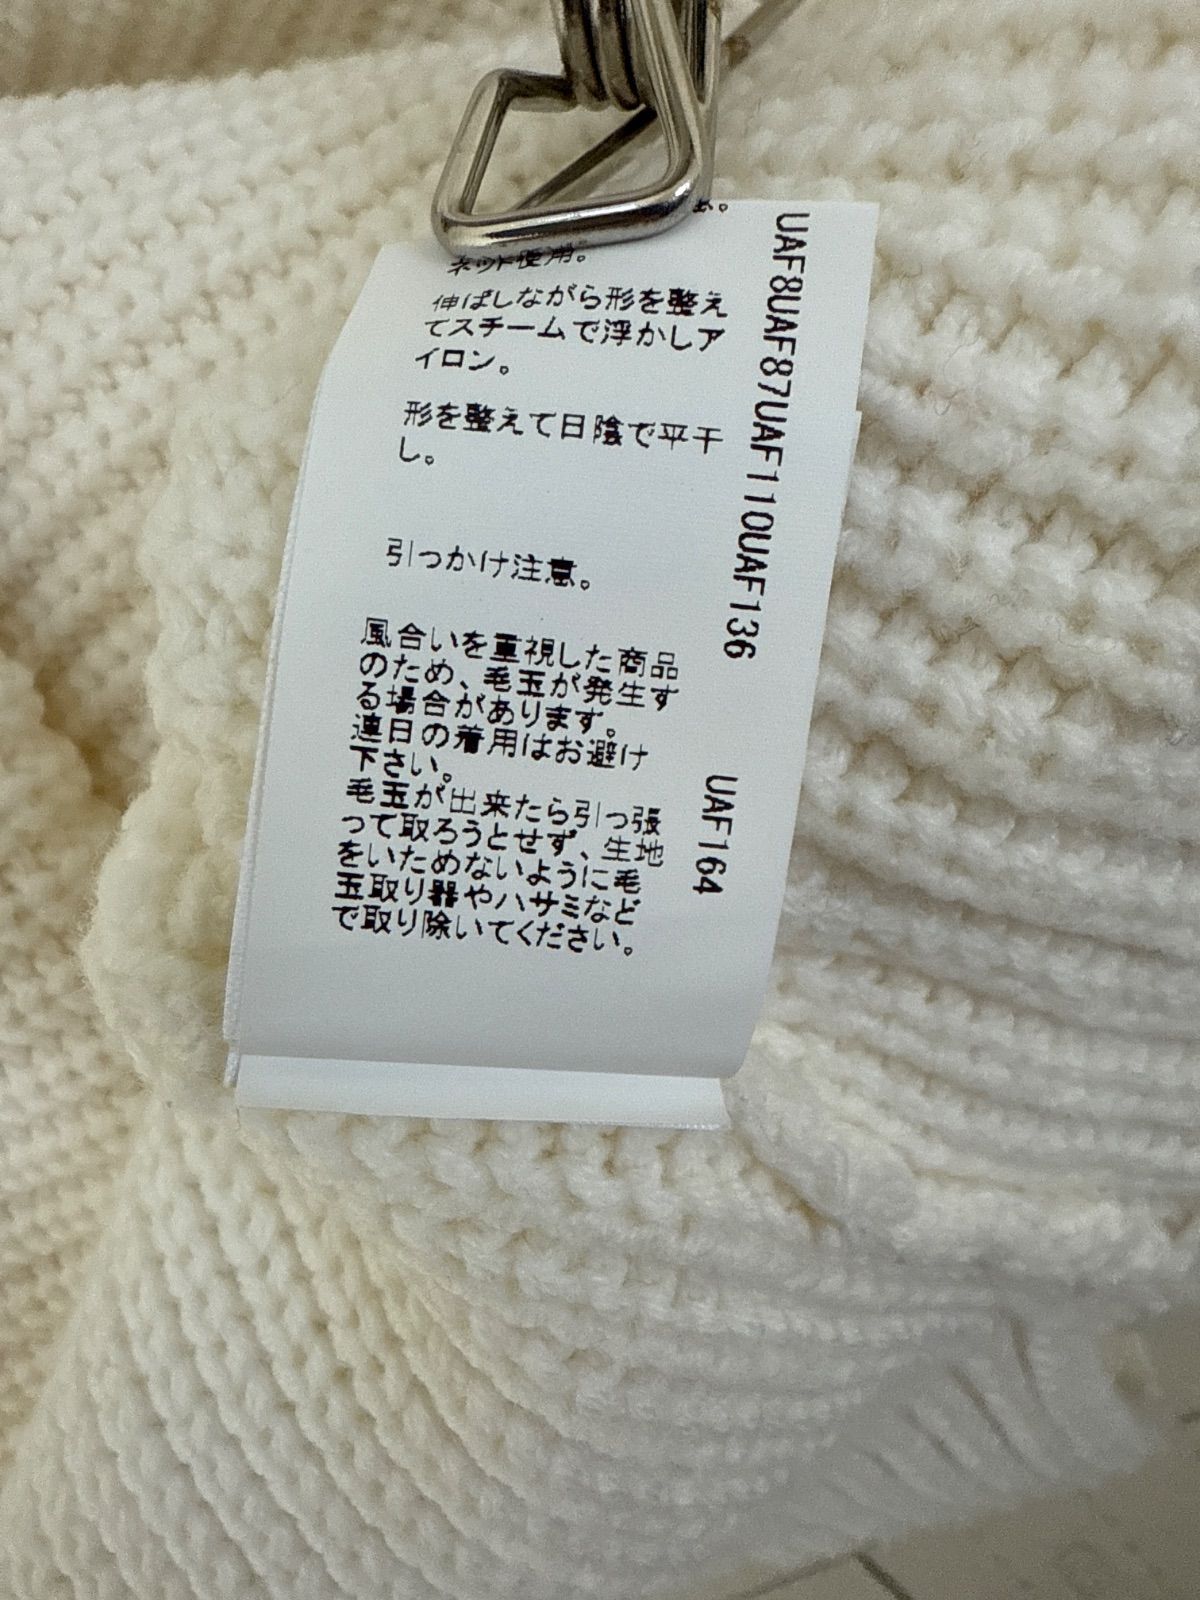 ネット使用。
伸ばしながら形を整え
てスチームで浮かしア
イロン。
形を整えて日陰で平干
し。
引っかけ注意。
風合いを重視した商品
のため、毛玉が発生す
る場合があります。
連日の着用はお避け
下さい。
毛玉が出来たら引っ張
って取ろうとせず、生地
をいためないように毛
玉取り器やハサミなど
で取り除いてください。
UAF8UAF87UAF110UAF136
UAF164